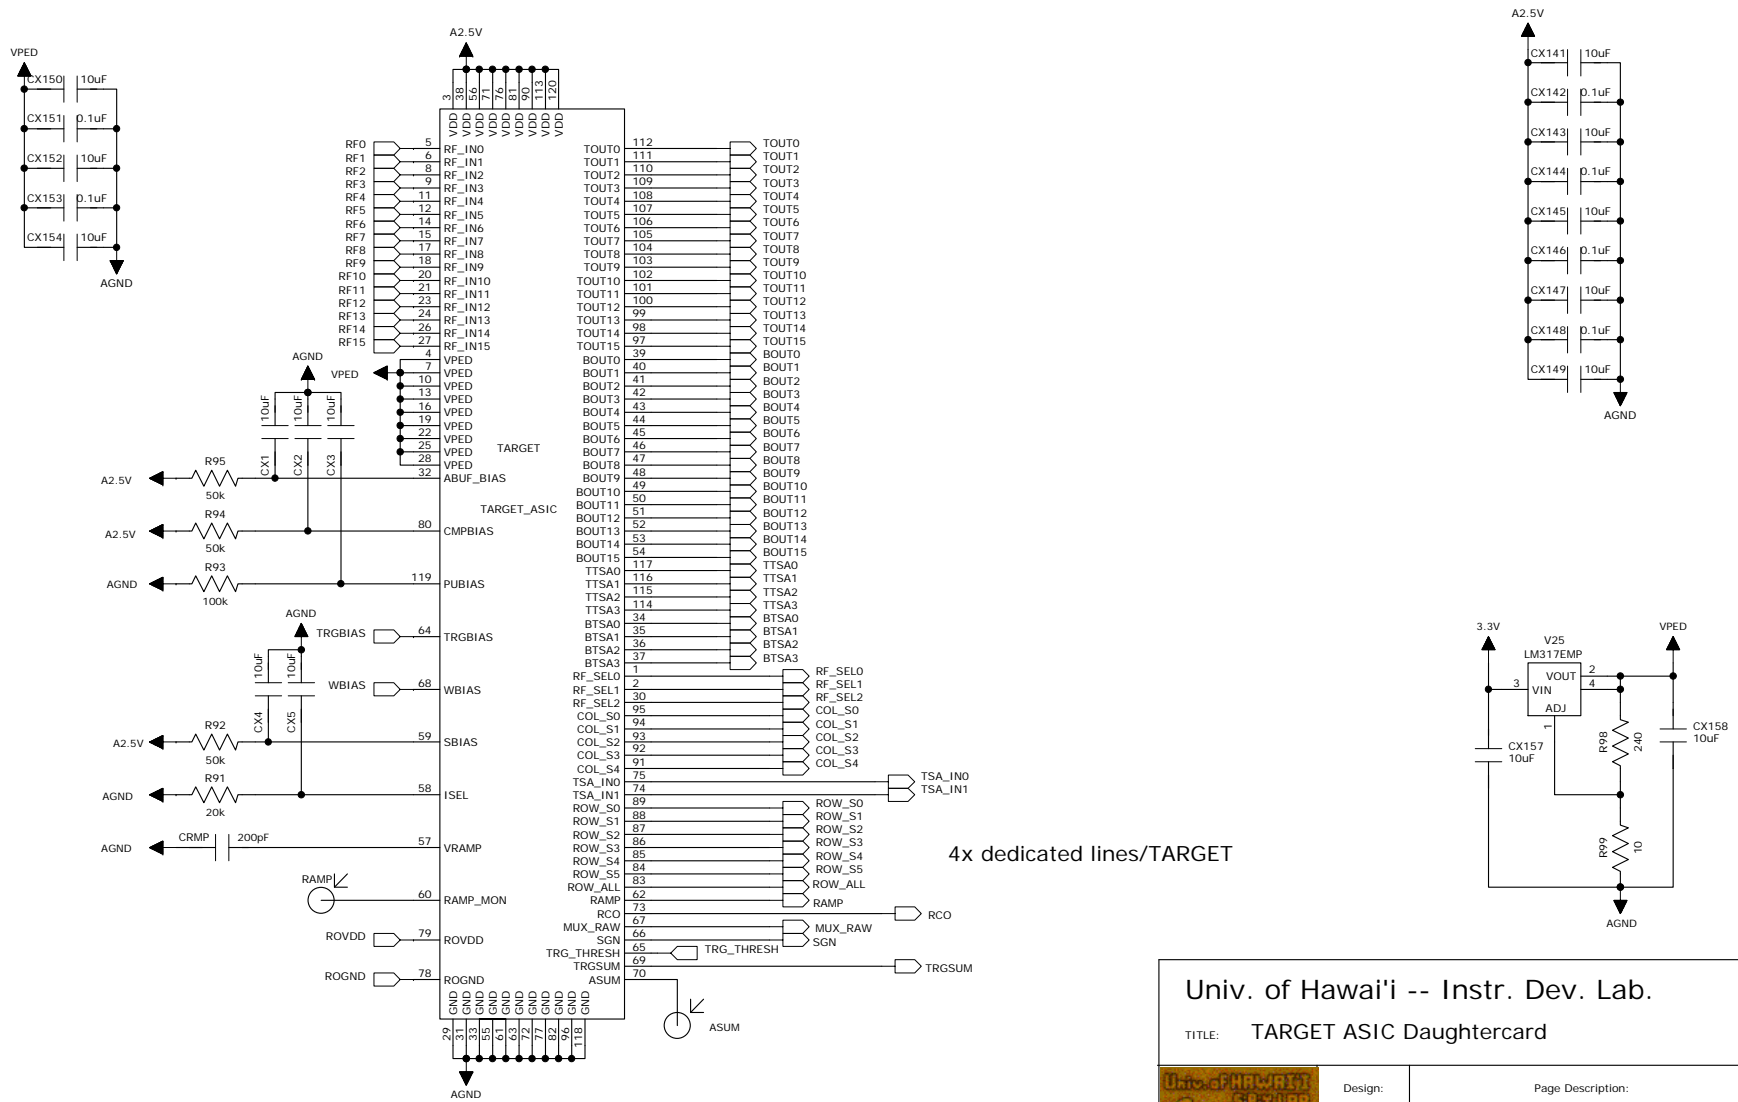 VPED
CX150 10uF
CX151 0.1uF
CX152 10uF
CX153 0.1uF
CX154 10uF
AGND
A2.5V
3 38 56 71 76 81 90 113 120
VDD VDD VDD VDD VDD VDD VDD VDD VDD
RF0 5 RF_IN0
RF1 6 RF_IN1
RF2 8 RF_IN2
RF3 9 RF_IN3
RF4 11 RF_IN4
RF5 12 RF_IN5
RF6 14 RF_IN6
RF7 15 RF_IN7
RF8 17 RF_IN8
RF9 18 RF_IN9
RF10 20 RF_IN10
RF11 21 RF_IN11
RF12 23 RF_IN12
RF13 24 RF_IN13
RF14 26 RF_IN14
RF15 27 RF_IN15
4 VPED
VPED 7 VPED
10 VPED
13 VPED
16 VPED
19 VPED
22 VPED
25 VPED
28 VPED
AGND
10uF 10uF 10uF
CX1 CX2 CX3
A2.5V R95 50k 32 ABUF_BIAS
A2.5V R94 50k 80 CMPBIAS
AGND R93 100k 119 PUBIAS
AGND
TRGBIAS 64 TRGBIAS
10uF 10uF
CX4 CX5
WBIAS 68 WBIAS
A2.5V R92 50k 59 SBIAS
AGND R91 20k 58 ISEL
AGND CRMP 200pF 57 VRAMP
RAMP 60 RAMP_MON
ROVDD 79 ROVDD
ROGND 78 ROGND
TARGET
TARGET_ASIC
GND GND GND GND GND GND GND GND GND GND GND
29 31 33 55 61 63 72 77 82 96 118
AGND
TOUT0 112 TOUT0
TOUT1 111 TOUT1
TOUT2 110 TOUT2
TOUT3 109 TOUT3
TOUT4 108 TOUT4
TOUT5 107 TOUT5
TOUT6 106 TOUT6
TOUT7 105 TOUT7
TOUT8 104 TOUT8
TOUT9 103 TOUT9
TOUT10 102 TOUT10
TOUT11 101 TOUT11
TOUT12 100 TOUT12
TOUT13 99 TOUT13
TOUT14 98 TOUT14
TOUT15 97 TOUT15
BOUT0 39 BOUT0
BOUT1 40 BOUT1
BOUT2 41 BOUT2
BOUT3 42 BOUT3
BOUT4 43 BOUT4
BOUT5 44 BOUT5
BOUT6 45 BOUT6
BOUT7 46 BOUT7
BOUT8 47 BOUT8
BOUT9 48 BOUT9
BOUT10 49 BOUT10
BOUT11 50 BOUT11
BOUT12 51 BOUT12
BOUT13 52 BOUT13
BOUT14 53 BOUT14
BOUT15 54 BOUT15
TTSA0 117 TTSA0
TTSA1 116 TTSA1
TTSA2 115 TTSA2
TTSA3 114 TTSA3
BTSA0 34 BTSA0
BTSA1 35 BTSA1
BTSA2 36 BTSA2
BTSA3 37 BTSA3
RF_SEL0 1 RF_SEL0
RF_SEL1 2 RF_SEL1
RF_SEL2 30 RF_SEL2
COL_S0 95 COL_S0
COL_S1 94 COL_S1
COL_S2 93 COL_S2
COL_S3 92 COL_S3
COL_S4 91 COL_S4
TSA_IN0 75 TSA_IN0
TSA_IN1 74 TSA_IN1
ROW_S0 89 ROW_S0
ROW_S1 88 ROW_S1
ROW_S2 87 ROW_S2
ROW_S3 86 ROW_S3
ROW_S4 85 ROW_S4
ROW_S5 84 ROW_S5
ROW_ALL 83 ROW_ALL
RAMP 62 RAMP
RCO 73 RCO
MUX_RAW 67 MUX_RAW
SGN 66 SGN
TRG_THRESH 65 TRG_THRESH
TRGSUM 69 TRGSUM
ASUM 70
ASUM
4x dedicated lines/TARGET
A2.5V
CX141 10uF
CX142 0.1uF
CX143 10uF
CX144 0.1uF
CX145 10uF
CX146 0.1uF
CX147 10uF
CX148 0.1uF
CX149 10uF
AGND
3.3V VPED
V25
LM317EMP
VOUT 2
3 VIN 4
ADJ
1
CX157
10uF
R98 240
CX158
10uF
R99 10
AGND
Univ. of Hawai'i -- Instr. Dev. Lab.
TITLE: TARGET ASIC Daughtercard
Univ. of HAWAI'I
Design: Page Description: